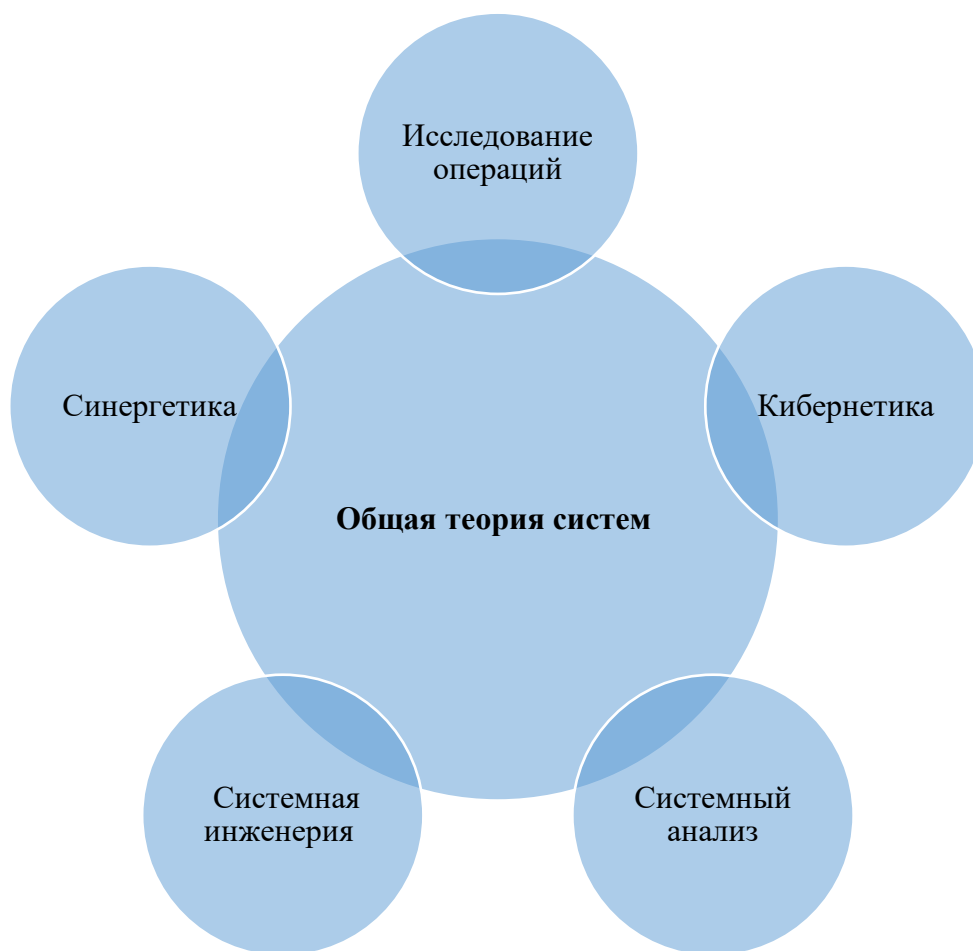 Исследование
операций
Синергетика
Кибернетика
Общая теория систем
Системная
инженерия
Системный
анализ